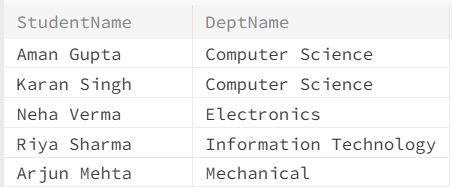 StudentName DeptName
Aman Gupta Computer Science
Karan Singh Computer Science
Neha Verma Electronics
Riya Sharma Information Technology
Arjun Mehta Mechanical